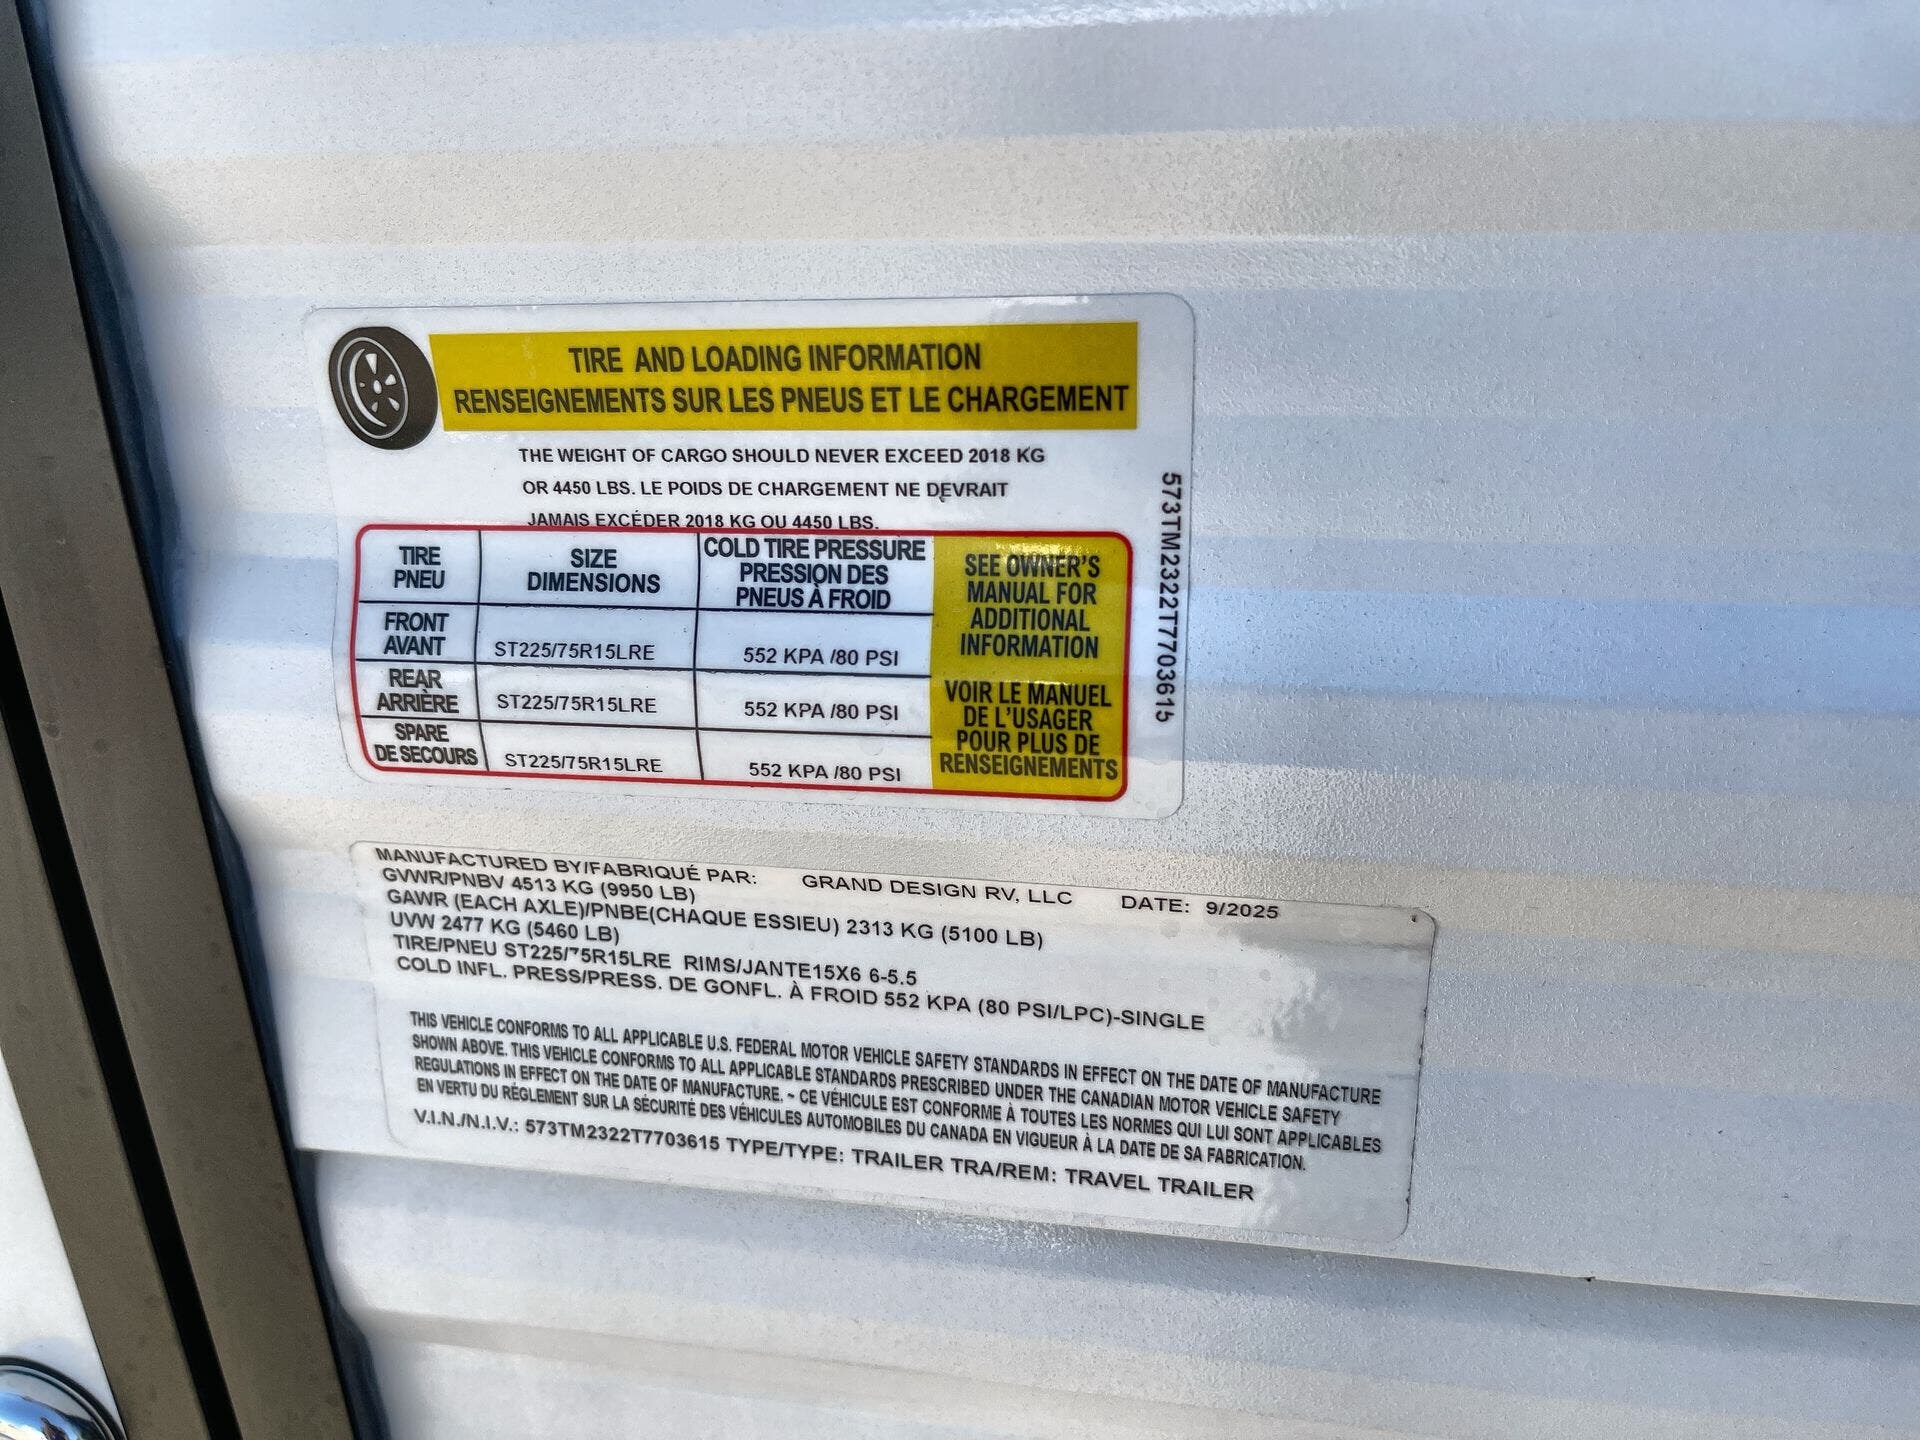 TIRE AND LOADING INFORMATION
RENSEIGNEMENTS SUR LES PNEUS ET LE CHARGEMENT
THE WEIGHT OF CARGO SHOULD NEVER EXCEED 2018 KG
OR 4450 LBS. LE POIDS DE CHARGEMENT NE DEVRAIT
JAMAIS EXCÉDER 2018 KG OU 4450 LBS.
TIRE
PNEU
SIZE
DIMENSIONS
COLD TIRE PRESSURE
PRESSION DES
PNEUS À FROID
FRONT
AVANT
ST225/75R15LRE
552 KPA /80 PSI
REAR
ARRIÈRE
ST225/75R15LRE
552 KPA /80 PSI
SPARE
DE SECOURS
ST225/75R15LRE
552 KPA /80 PSI
SEE OWNER'S
MANUAL FOR
ADDITIONAL
INFORMATION
VOIR LE MANUEL
DE L'USAGER
POUR PLUS DE
RENSEIGNEMENTS
573TM2322T7703615
MANUFACTURED BY/FABRIQUÉ PAR: GRAND DESIGN RV, LLC DATE: 9/2025
GVWR/PNBV 4513 KG (9950 LB)
GAWR (EACH AXLE)/PNBE(CHAQUE ESSIEU) 2313 KG (5100 LB)
UVW 2477 KG (5460 LB)
TIRE/PNEU ST225/75R15LRE RIMS/JANTE15X6 6-5.5
COLD INFL. PRESS/PRESS. DE GONFL. À FROID 552 KPA (80 PSI/LPC)-SINGLE
THIS VEHICLE CONFORMS TO ALL APPLICABLE U.S. FEDERAL MOTOR VEHICLE SAFETY STANDARDS IN EFFECT ON THE DATE OF MANUFACTURE
SHOWN ABOVE. THIS VEHICLE CONFORMS TO ALL APPLICABLE STANDARDS PRESCRIBED UNDER THE CANADIAN MOTOR VEHICLE SAFETY
REGULATIONS IN EFFECT ON THE DATE OF MANUFACTURE. ~ CE VÉHICULE EST CONFORME À TOUTES LES NORMES QUI LUI SONT APPLICABLES
EN VERTU DU RÉGLEMENT SUR LA SÉCURITÉ DES VÉHICULES AUTOMOBILES DU CANADA EN VIGUEUR À LA DATE DE SA FABRICATION.
V.I.N./N.I.V.: 573TM2322T7703615 TYPE/TYPE: TRAILER TRA/REM: TRAVEL TRAILER